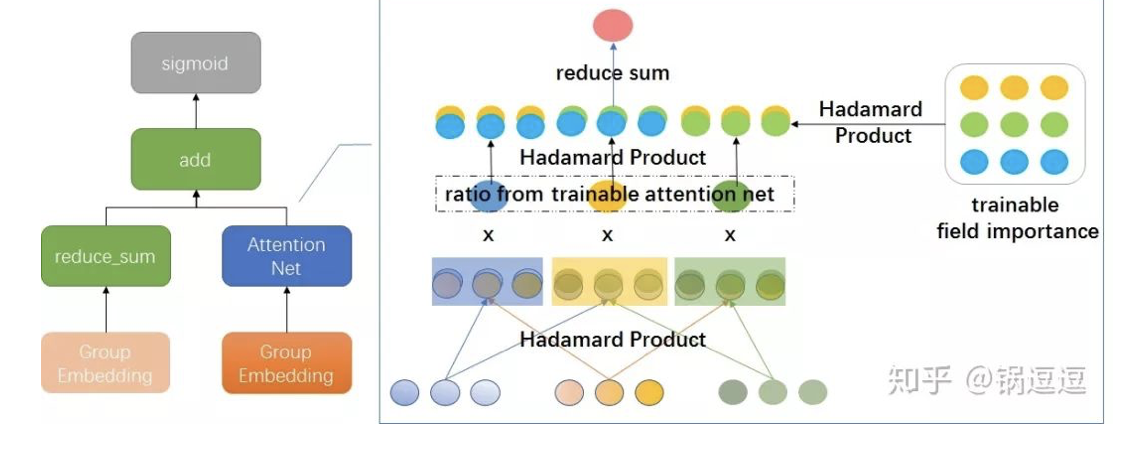 sigmoid
add
reduce_sum
Attention
Net
Group
Embedding
Group
Embedding
reduce sum
Hadamard
Product
Hadamard Product
ratio from trainable attention net
x
x
x
Hadamard Product
trainable
field importance
知乎 @锅逗逗